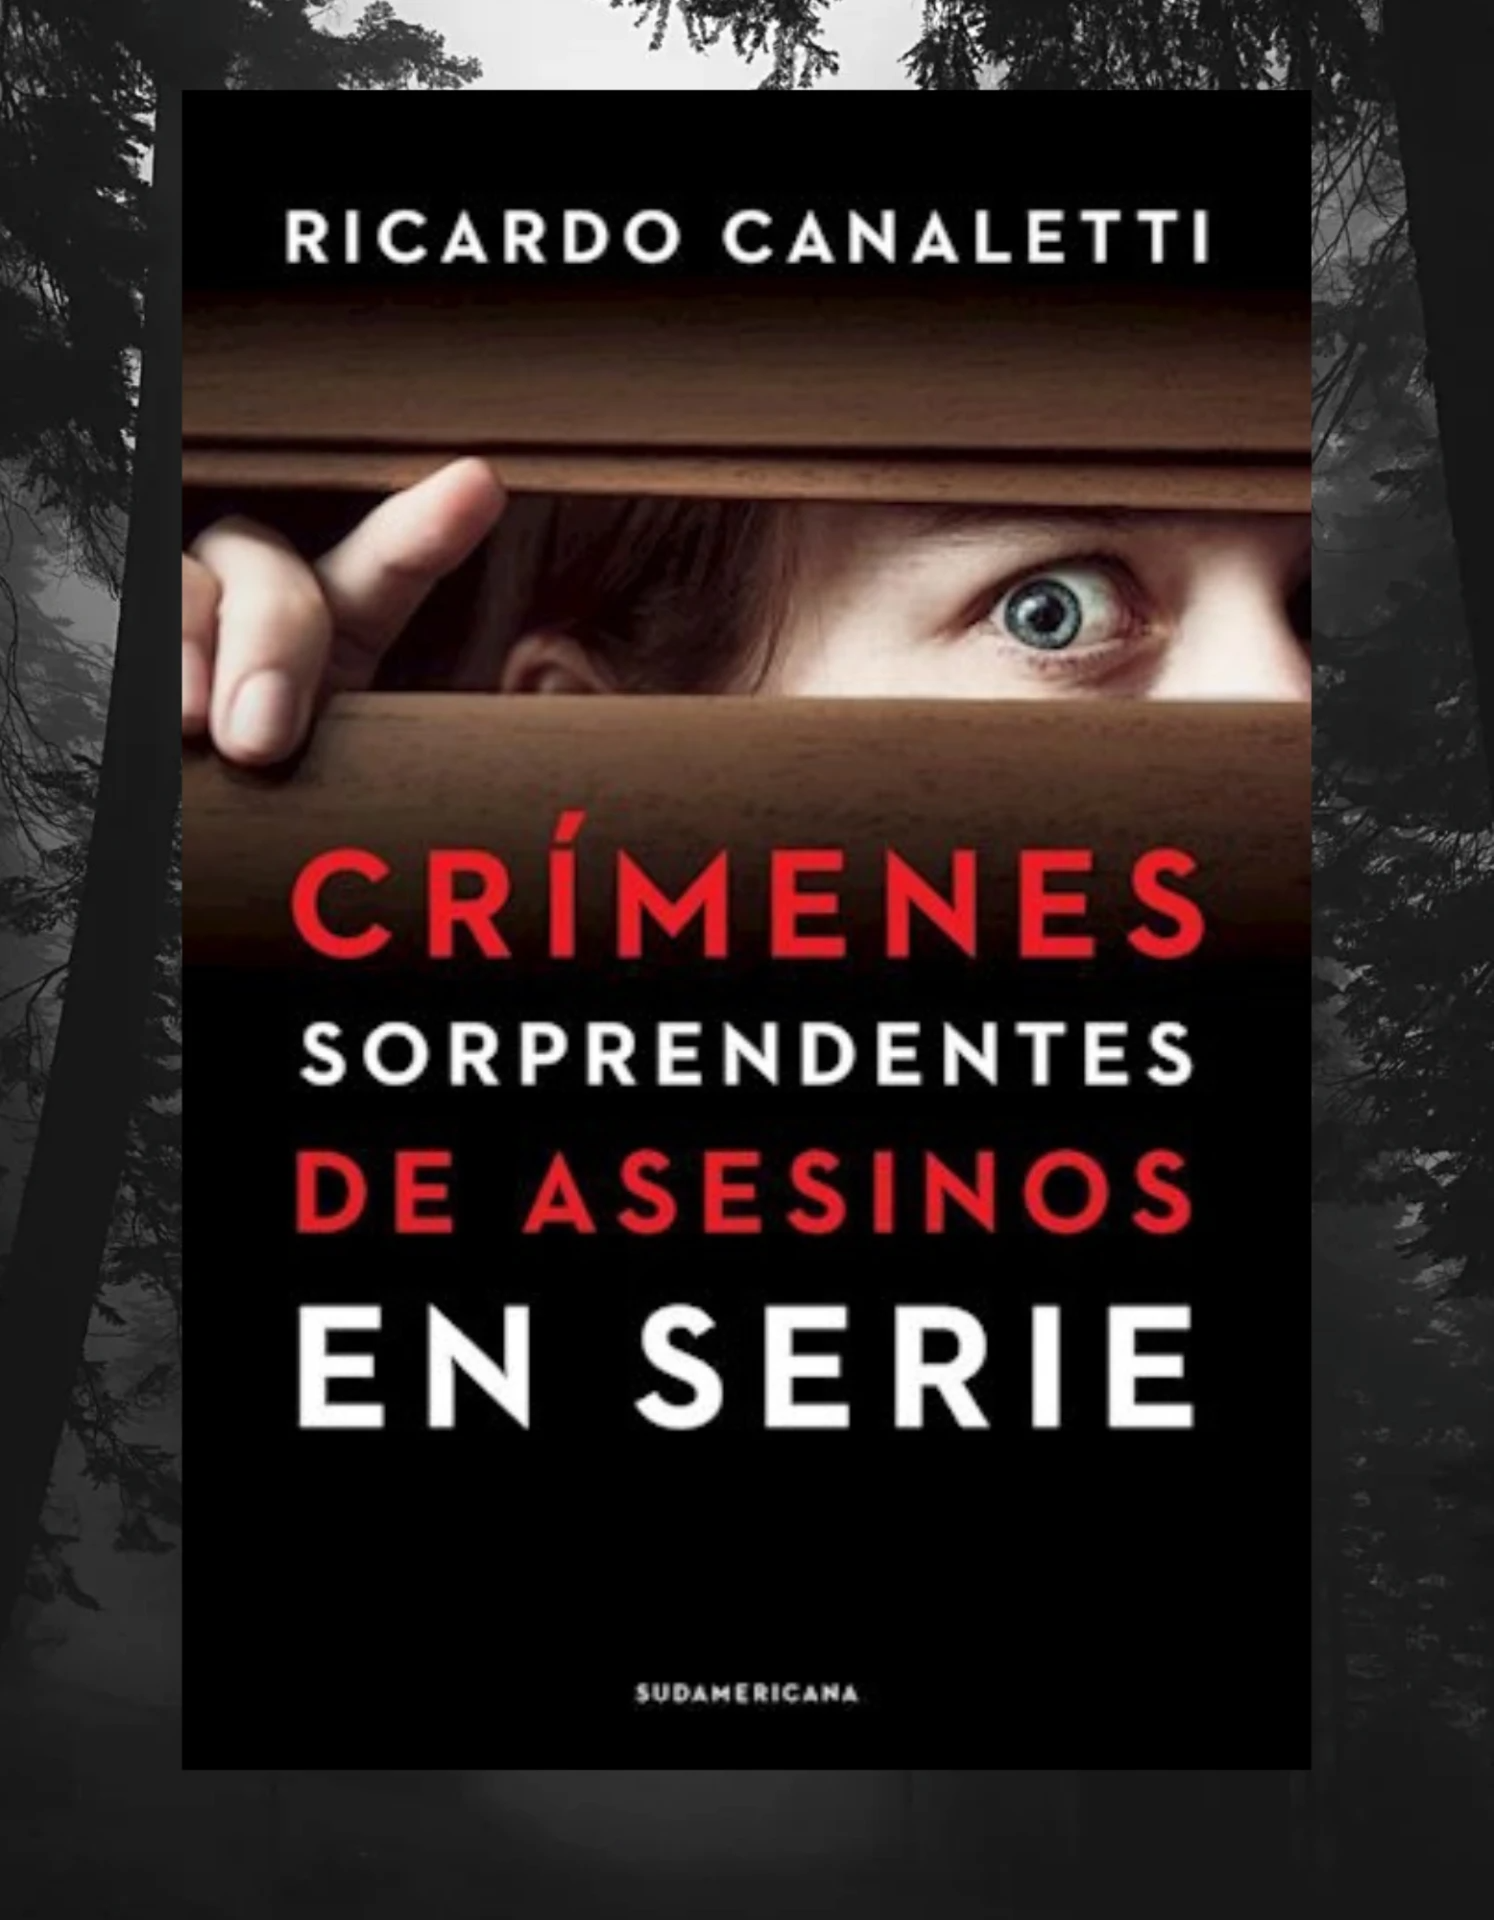 RICARDO CANALETTI
CRÍMENES
SORPRENDENTES
DE ASESINOS
EN SERIE
SUDAMERICANA